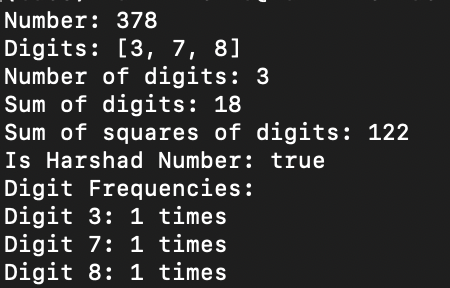 Number: 378
Digits: [3, 7, 8]
Number of digits: 3
Sum of digits: 18
Sum of squares of digits: 122
Is Harshad Number: true
Digit Frequencies:
Digit 3: 1 times
Digit 7: 1 times
Digit 8: 1 times